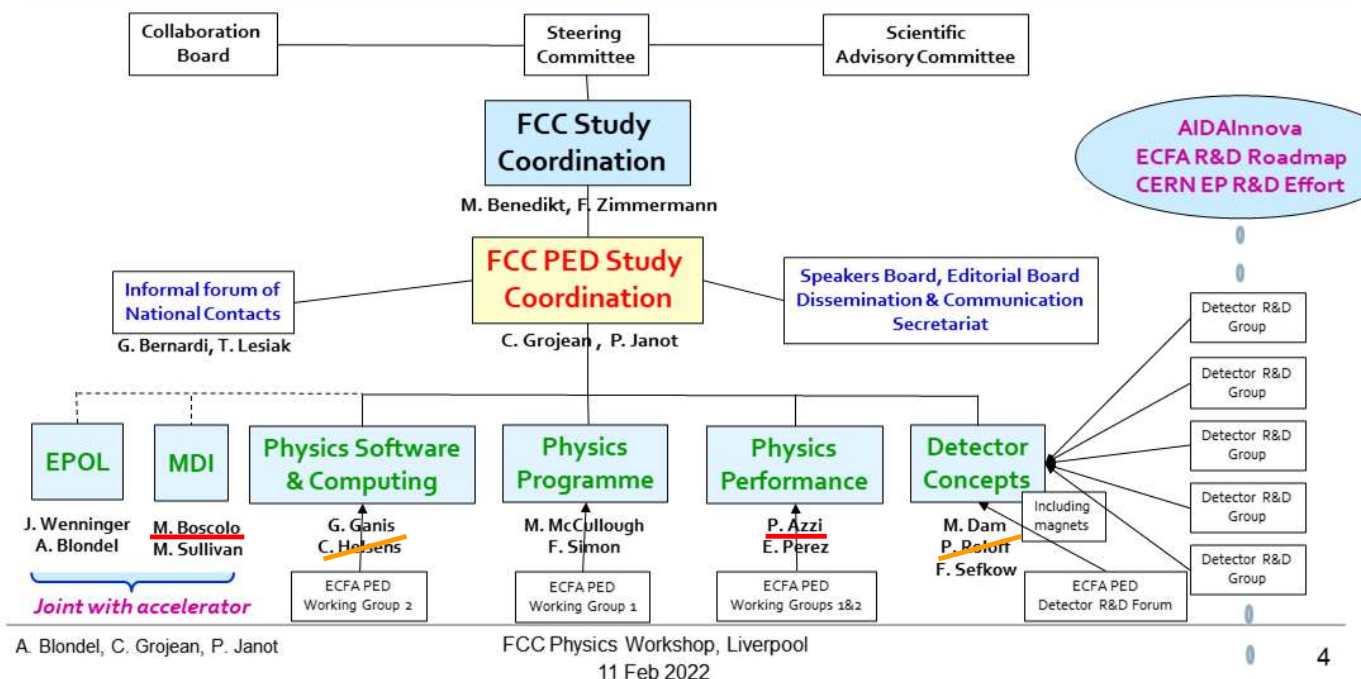 Collaboration
Board
Steering
Committee
Scientific
Advisory Committee
FCC Study
Coordination
M. Benedikt, F. Zimmermann
AIDAInnova
ECFA R&D Roadmap
CERN EP R&D Effort
FCC PED Study
Coordination
C. Grojean , P. Janot
Informal forum of
National Contacts
G. Bernardi, T. Lesiak
Speakers Board, Editorial Board
Dissemination & Communication
Secretariat
Detector R&D
Group
Detector R&D
Group
Detector R&D
Group
Detector R&D
Group
Detector R&D
Group
EPOL
J. Wenninger
A. Blondel
MDI
M. Boscolo
M. Sullivan
Joint with accelerator
Physics Software
& Computing
G. Ganis
C. Helsens
ECFA PED
Working Group 2
Physics
Programme
M. McCullough
F. Simon
ECFA PED
Working Group 1
Physics
Performance
P. Azzi
E. Perez
ECFA PED
Working Groups 1&2
Detector
Concepts
Including
magnets
M. Dam
P. Roloff
F. Sefkow
ECFA PED
Detector R&D Forum
A. Blondel, C. Grojean, P. Janot
FCC Physics Workshop, Liverpool
11 Feb 2022
4